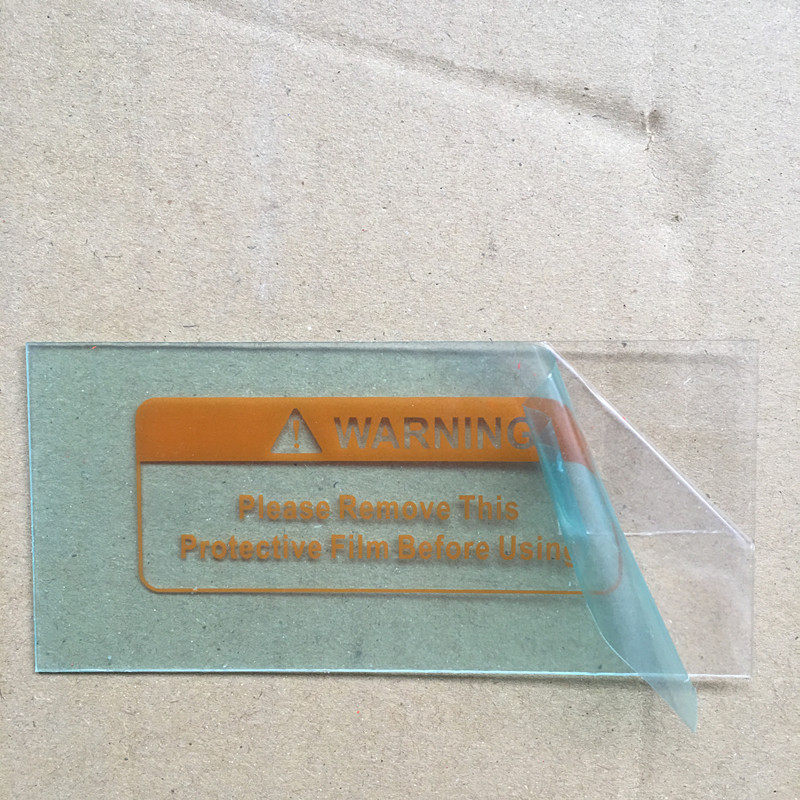 WARNING
Please Remove This
Protective Film Before Using